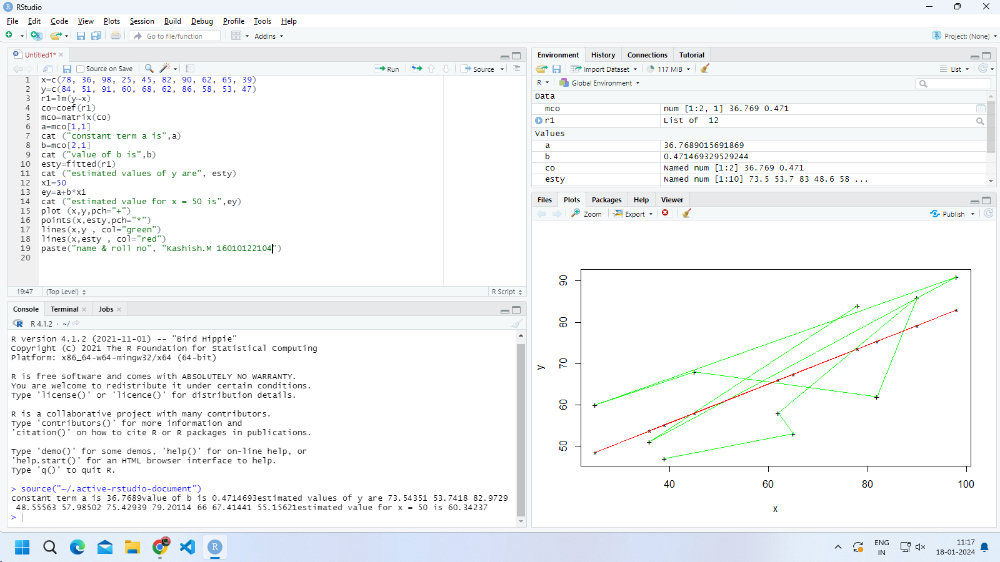 RStudio
File Edit Code View Plots Session Build Debug Profile Tools Help
Go to file/function Addins Project: (None)
Untitled1*
Source on Save Run Source
1 x=c(78, 36, 98, 25, 45, 82, 90, 62, 65, 39)
2 y=c(84, 51, 91, 60, 68, 62, 86, 58, 53, 47)
3 r1=lm(y~x)
4 co=coef(r1)
5 mco=matrix(co)
6 a=mco[1,1]
7 cat ("constant term a is",a)
8 b=mco[2,1]
9 cat ("value of b is",b)
10 esty=fitted(r1)
11 cat ("estimated values of y are", esty)
12 x1=50
13 ey=a+b*x1
14 cat ("estimated value for x = 50 is",ey)
15 plot (x,y,pch="+")
16 points(x,esty,pch="*")
17 lines(x,y , col="green")
18 lines(x,esty , col="red")
19 paste("name & roll no", "Kashish.M 16010122104")
20
19:47 (Top Level) R Script
Console Terminal Jobs
R 4.1.2 · ~/
R version 4.1.2 (2021-11-01) -- "Bird Hippie"
Copyright (C) 2021 The R Foundation for Statistical Computing
Platform: x86_64-w64-mingw32/x64 (64-bit)
R is free software and comes with ABSOLUTELY NO WARRANTY.
You are welcome to redistribute it under certain conditions.
Type 'license()' or 'licence()' for distribution details.
R is a collaborative project with many contributors.
Type 'contributors()' for more information and
'citation()' on how to cite R or R packages in publications.
Type 'demo()' for some demos, 'help()' for on-line help, or
'help.start()' for an HTML browser interface to help.
Type 'q()' to quit R.
> source("~/.active-rstudio-document")
constant term a is 36.7689value of b is 0.4714693estimated values of y are 73.54351 53.7418 82.9729
48.55563 57.98502 75.42939 79.20114 66 67.41441 55.15621estimated value for x = 50 is 60.34237
>
Environment History Connections Tutorial
Import Dataset 117 MiB List
R Global Environment
Data
mco num [1:2, 1] 36.769 0.471
r1 List of 12
Values
a 36.7689015691869
b 0.471469329529244
co Named num [1:2] 36.769 0.471
esty Named num [1:10] 73.5 53.7 83 48.6 58 ...
Files Plots Packages Help Viewer
Zoom Export Publish
90
80
70
60
50
y
40 60 80 100
x
ENG
IN
11:17
18-01-2024